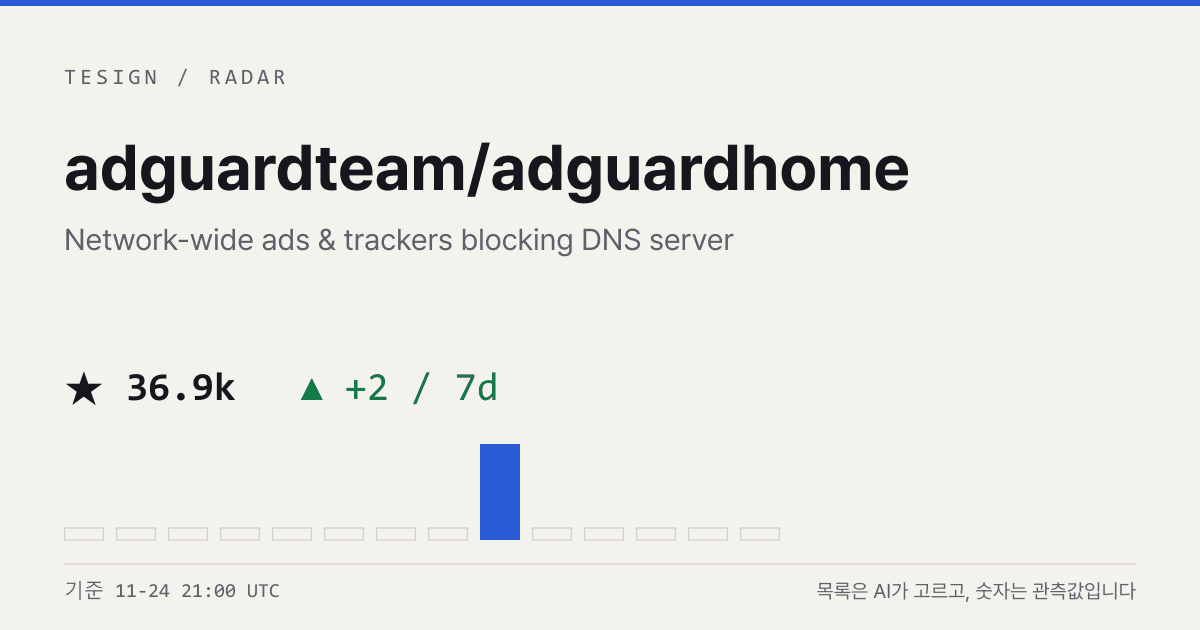 TESIGN / RADAR
adguardteam/adguardhome
Network-wide ads & trackers blocking DNS server
★ 36.9k ▲ +2 / 7d
기준 11-24 21:00 UTC
목록은 AI가 고르고, 숫자는 관측값입니다